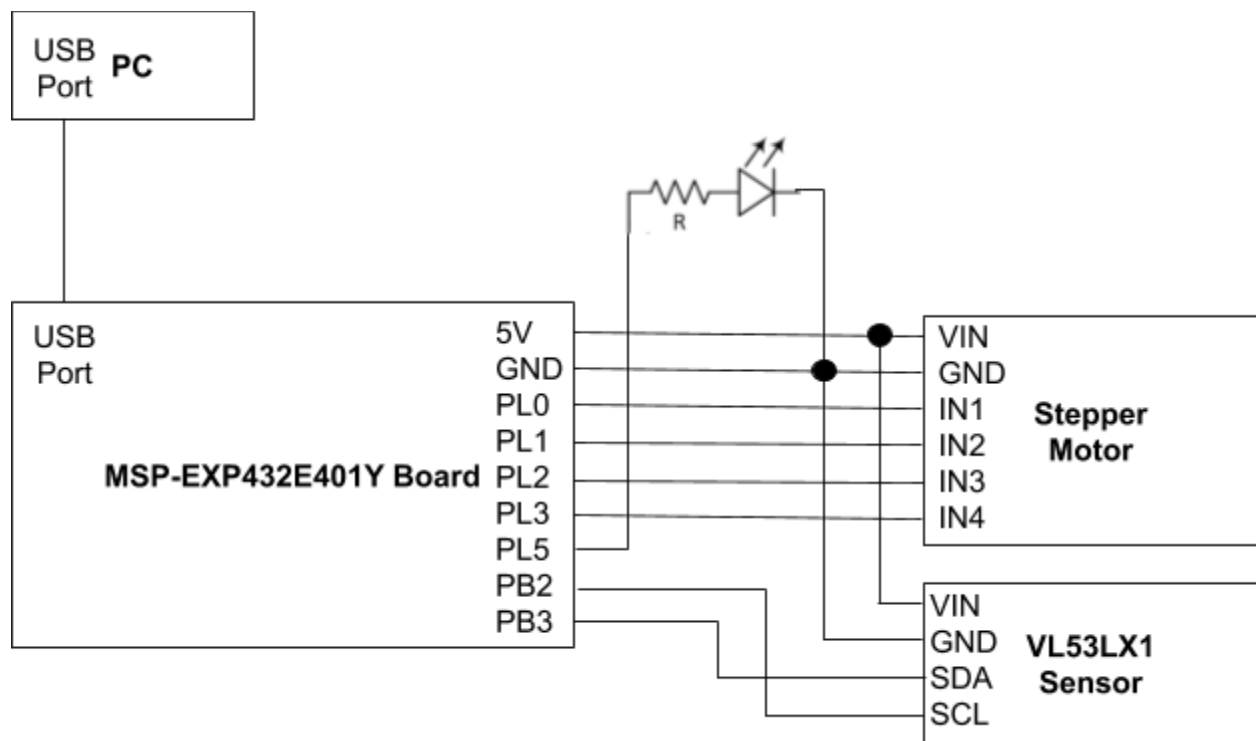 USB
Port
PC
R
USB
Port
MSP-EXP432E401Y Board
5V
GND
PL0
PL1
PL2
PL3
PL5
PB2
PB3
VIN
GND
IN1
IN2
IN3
IN4
Stepper
Motor
VIN
GND
SDA
SCL
VL53LX1
Sensor